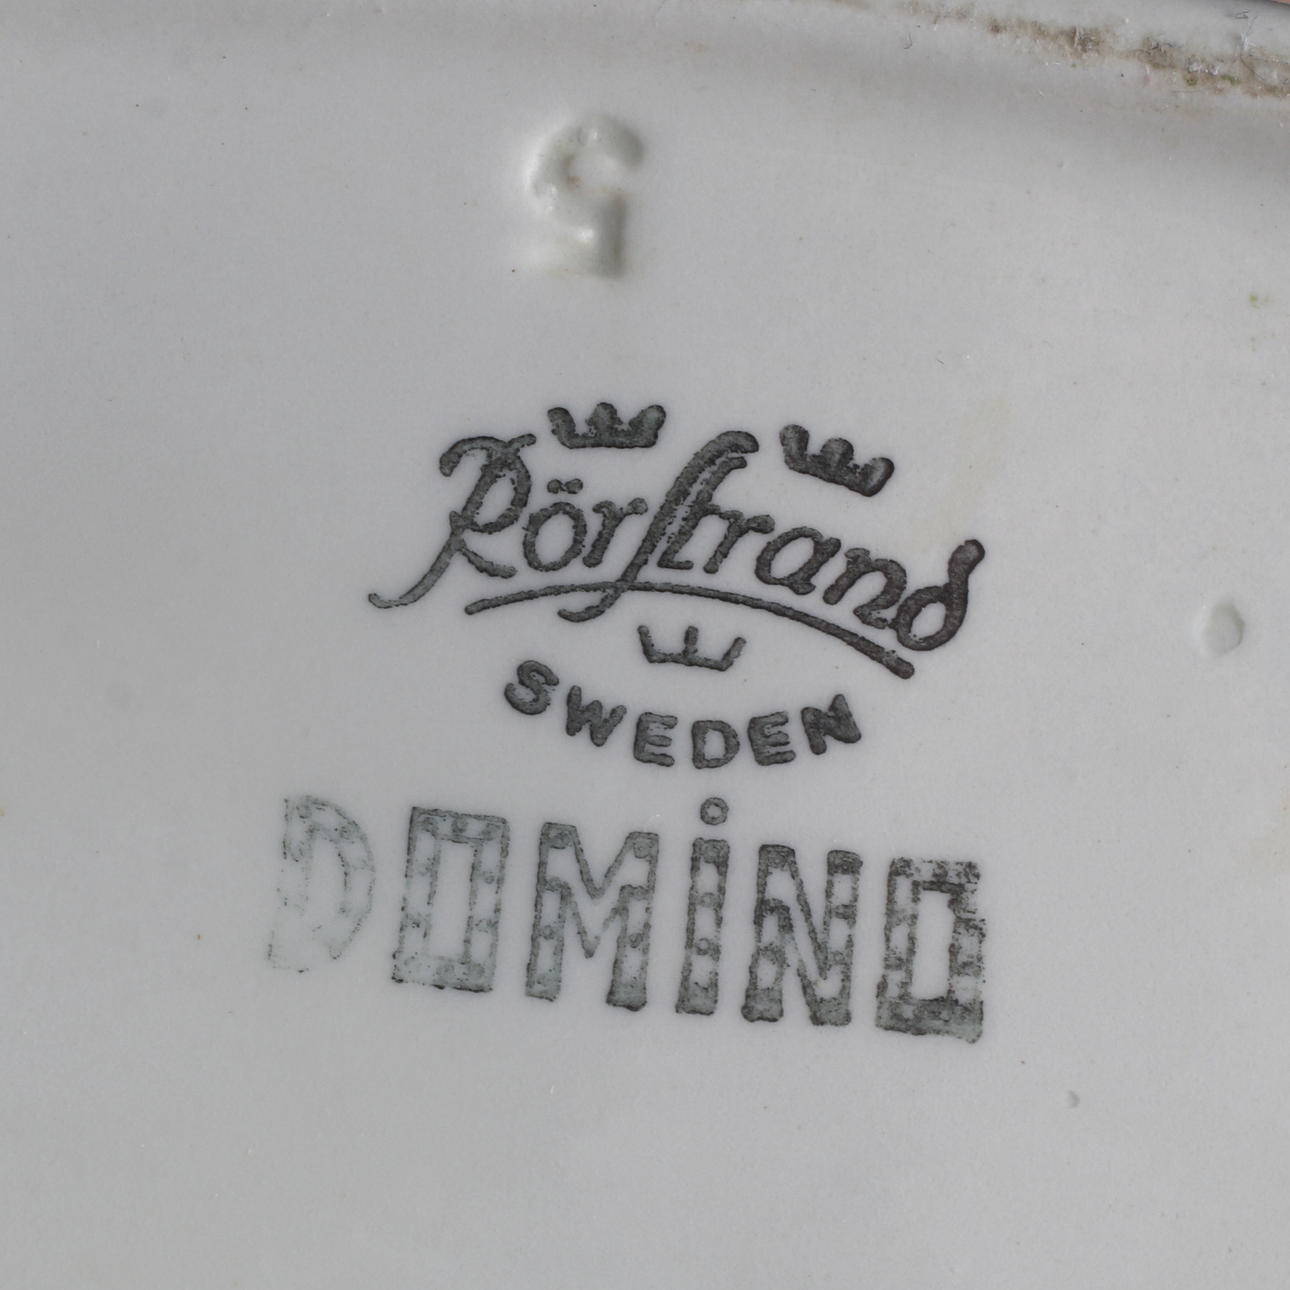 5
Rörstrand
SWEDEN
DOMiNO